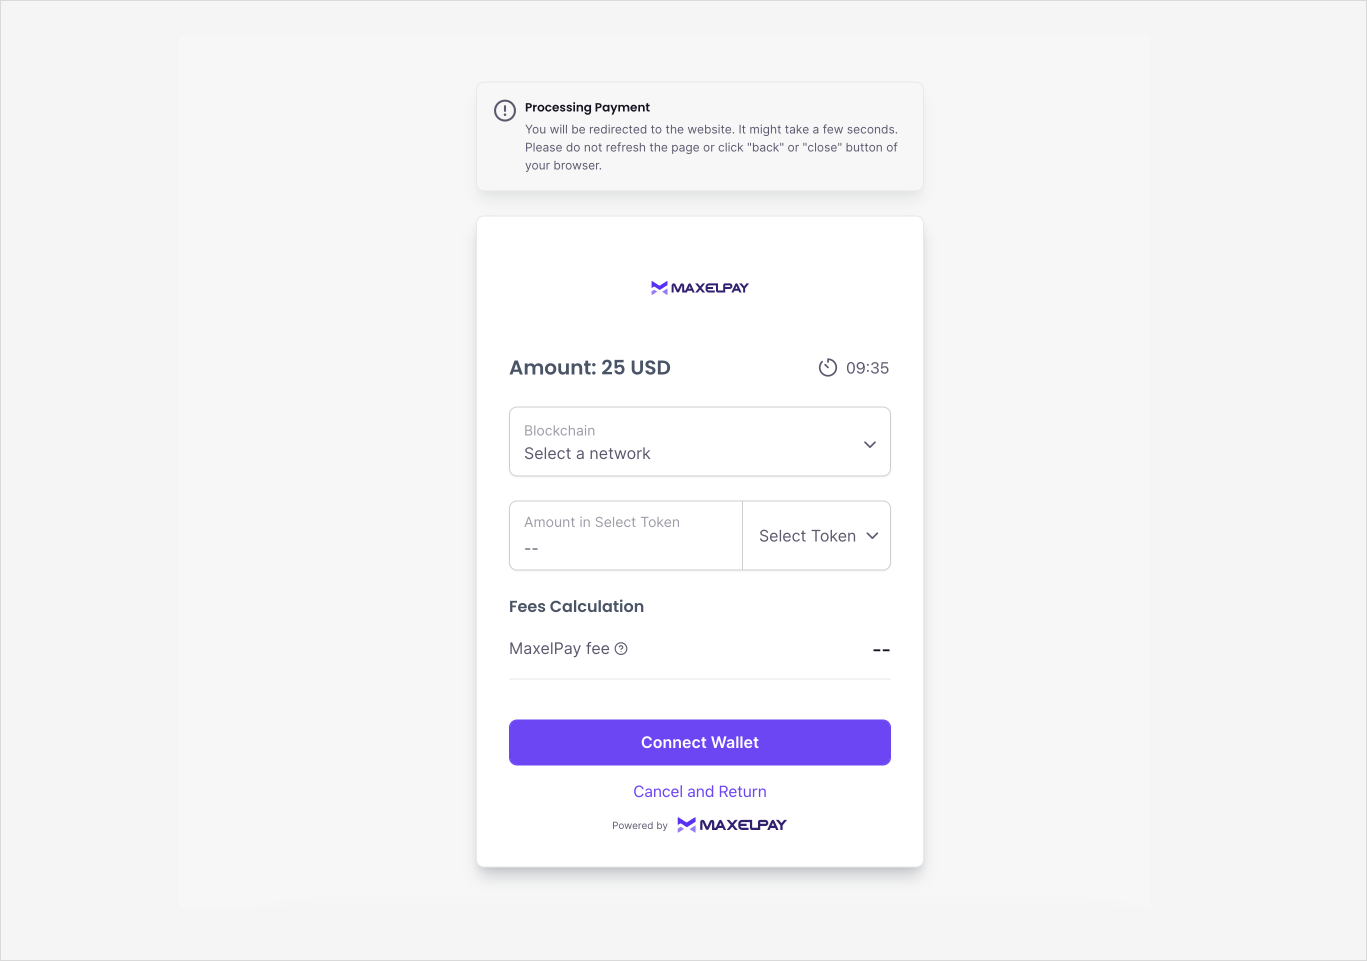 Processing Payment
You will be redirected to the website. It might take a few seconds.
Please do not refresh the page or click "back" or "close" button of
your browser.
MAXELPAY
Amount: 25 USD
09:35
Blockchain
Select a network
Amount in Select Token
--
Select Token
Fees Calculation
MaxelPay fee
--
Connect Wallet
Cancel and Return
Powered by MAXELPAY